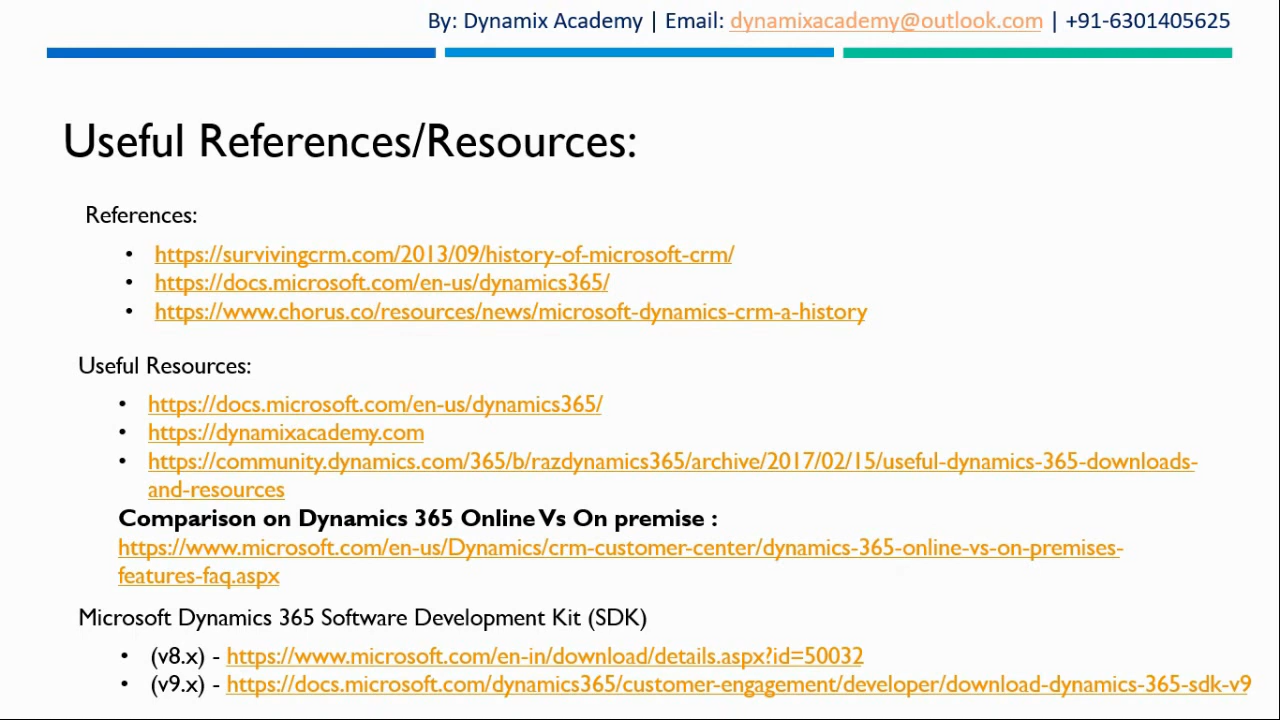 By: Dynamix Academy | Email: dynamixacademy@outlook.com | +91-6301405625
Useful References/Resources:
References:
• https://survivingcrm.com/2013/09/history-of-microsoft-crm/
• https://docs.microsoft.com/en-us/dynamics365/
• https://www.chorus.co/resources/news/microsoft-dynamics-crm-a-history
Useful Resources:
• https://docs.microsoft.com/en-us/dynamics365/
• https://dynamixacademy.com
• https://community.dynamics.com/365/b/razdynamics365/archive/2017/02/15/useful-dynamics-365-downloads-
and-resources
Comparison on Dynamics 365 Online Vs On premise :
https://www.microsoft.com/en-us/Dynamics/crm-customer-center/dynamics-365-online-vs-on-premises-
features-faq.aspx
Microsoft Dynamics 365 Software Development Kit (SDK)
• (v8.x) - https://www.microsoft.com/en-in/download/details.aspx?id=50032
• (v9.x) - https://docs.microsoft.com/dynamics365/customer-engagement/developer/download-dynamics-365-sdk-v9